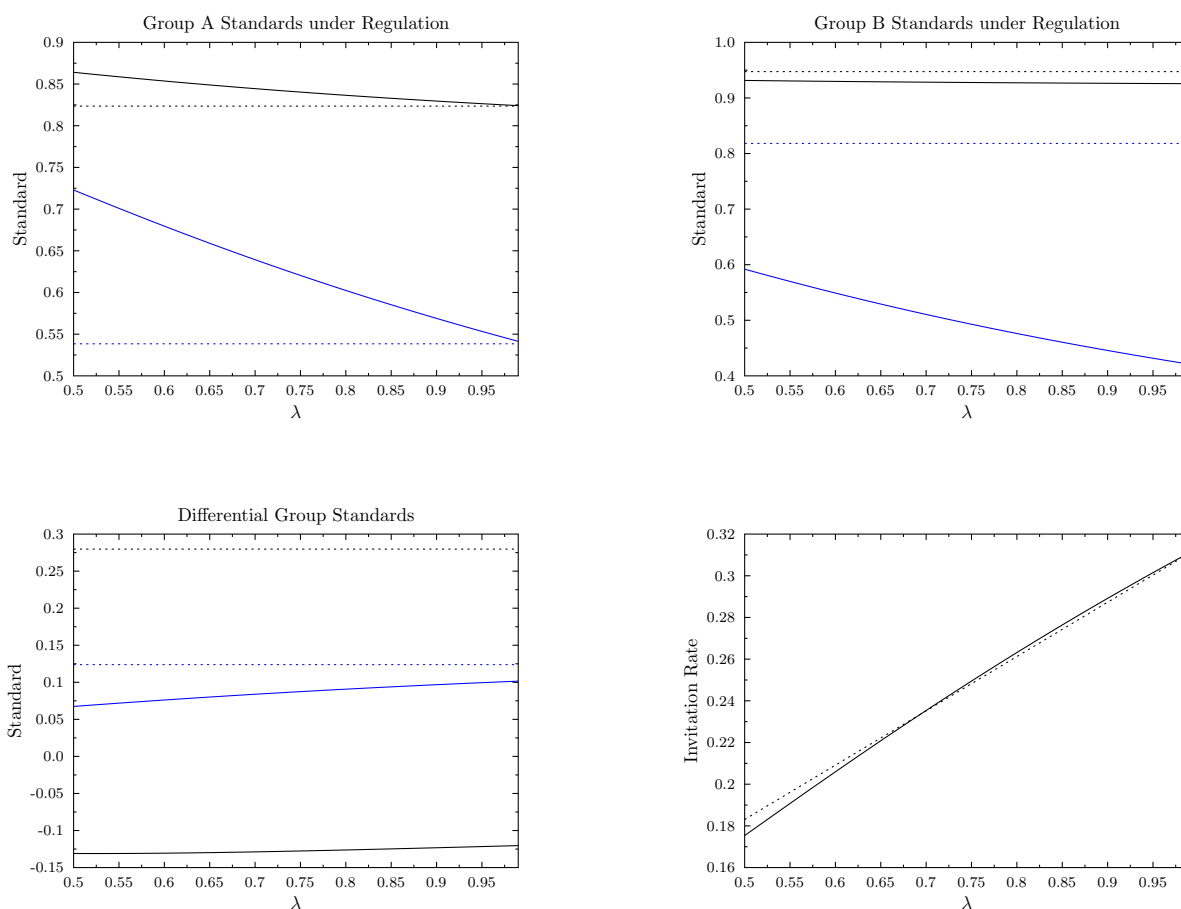 Group A Standards under Regulation
0.9
0.85
0.8
0.75
0.7
0.65
0.6
0.55
0.5
Standard
0.5 0.55 0.6 0.65 0.7 0.75 0.8 0.85 0.9 0.95
λ
Group B Standards under Regulation
1.0
0.9
0.8
0.7
0.6
0.5
0.4
Standard
0.5 0.55 0.6 0.65 0.7 0.75 0.8 0.85 0.9 0.95
λ
Differential Group Standards
0.3
0.25
0.2
0.15
0.1
0.05
0.0
-0.05
-0.1
-0.15
Standard
0.5 0.55 0.6 0.65 0.7 0.75 0.8 0.85 0.9 0.95
λ
0.32
0.3
0.28
0.26
0.24
0.22
0.2
0.18
0.16
Invitation Rate
0.5 0.55 0.6 0.65 0.7 0.75 0.8 0.85 0.9 0.95
λ